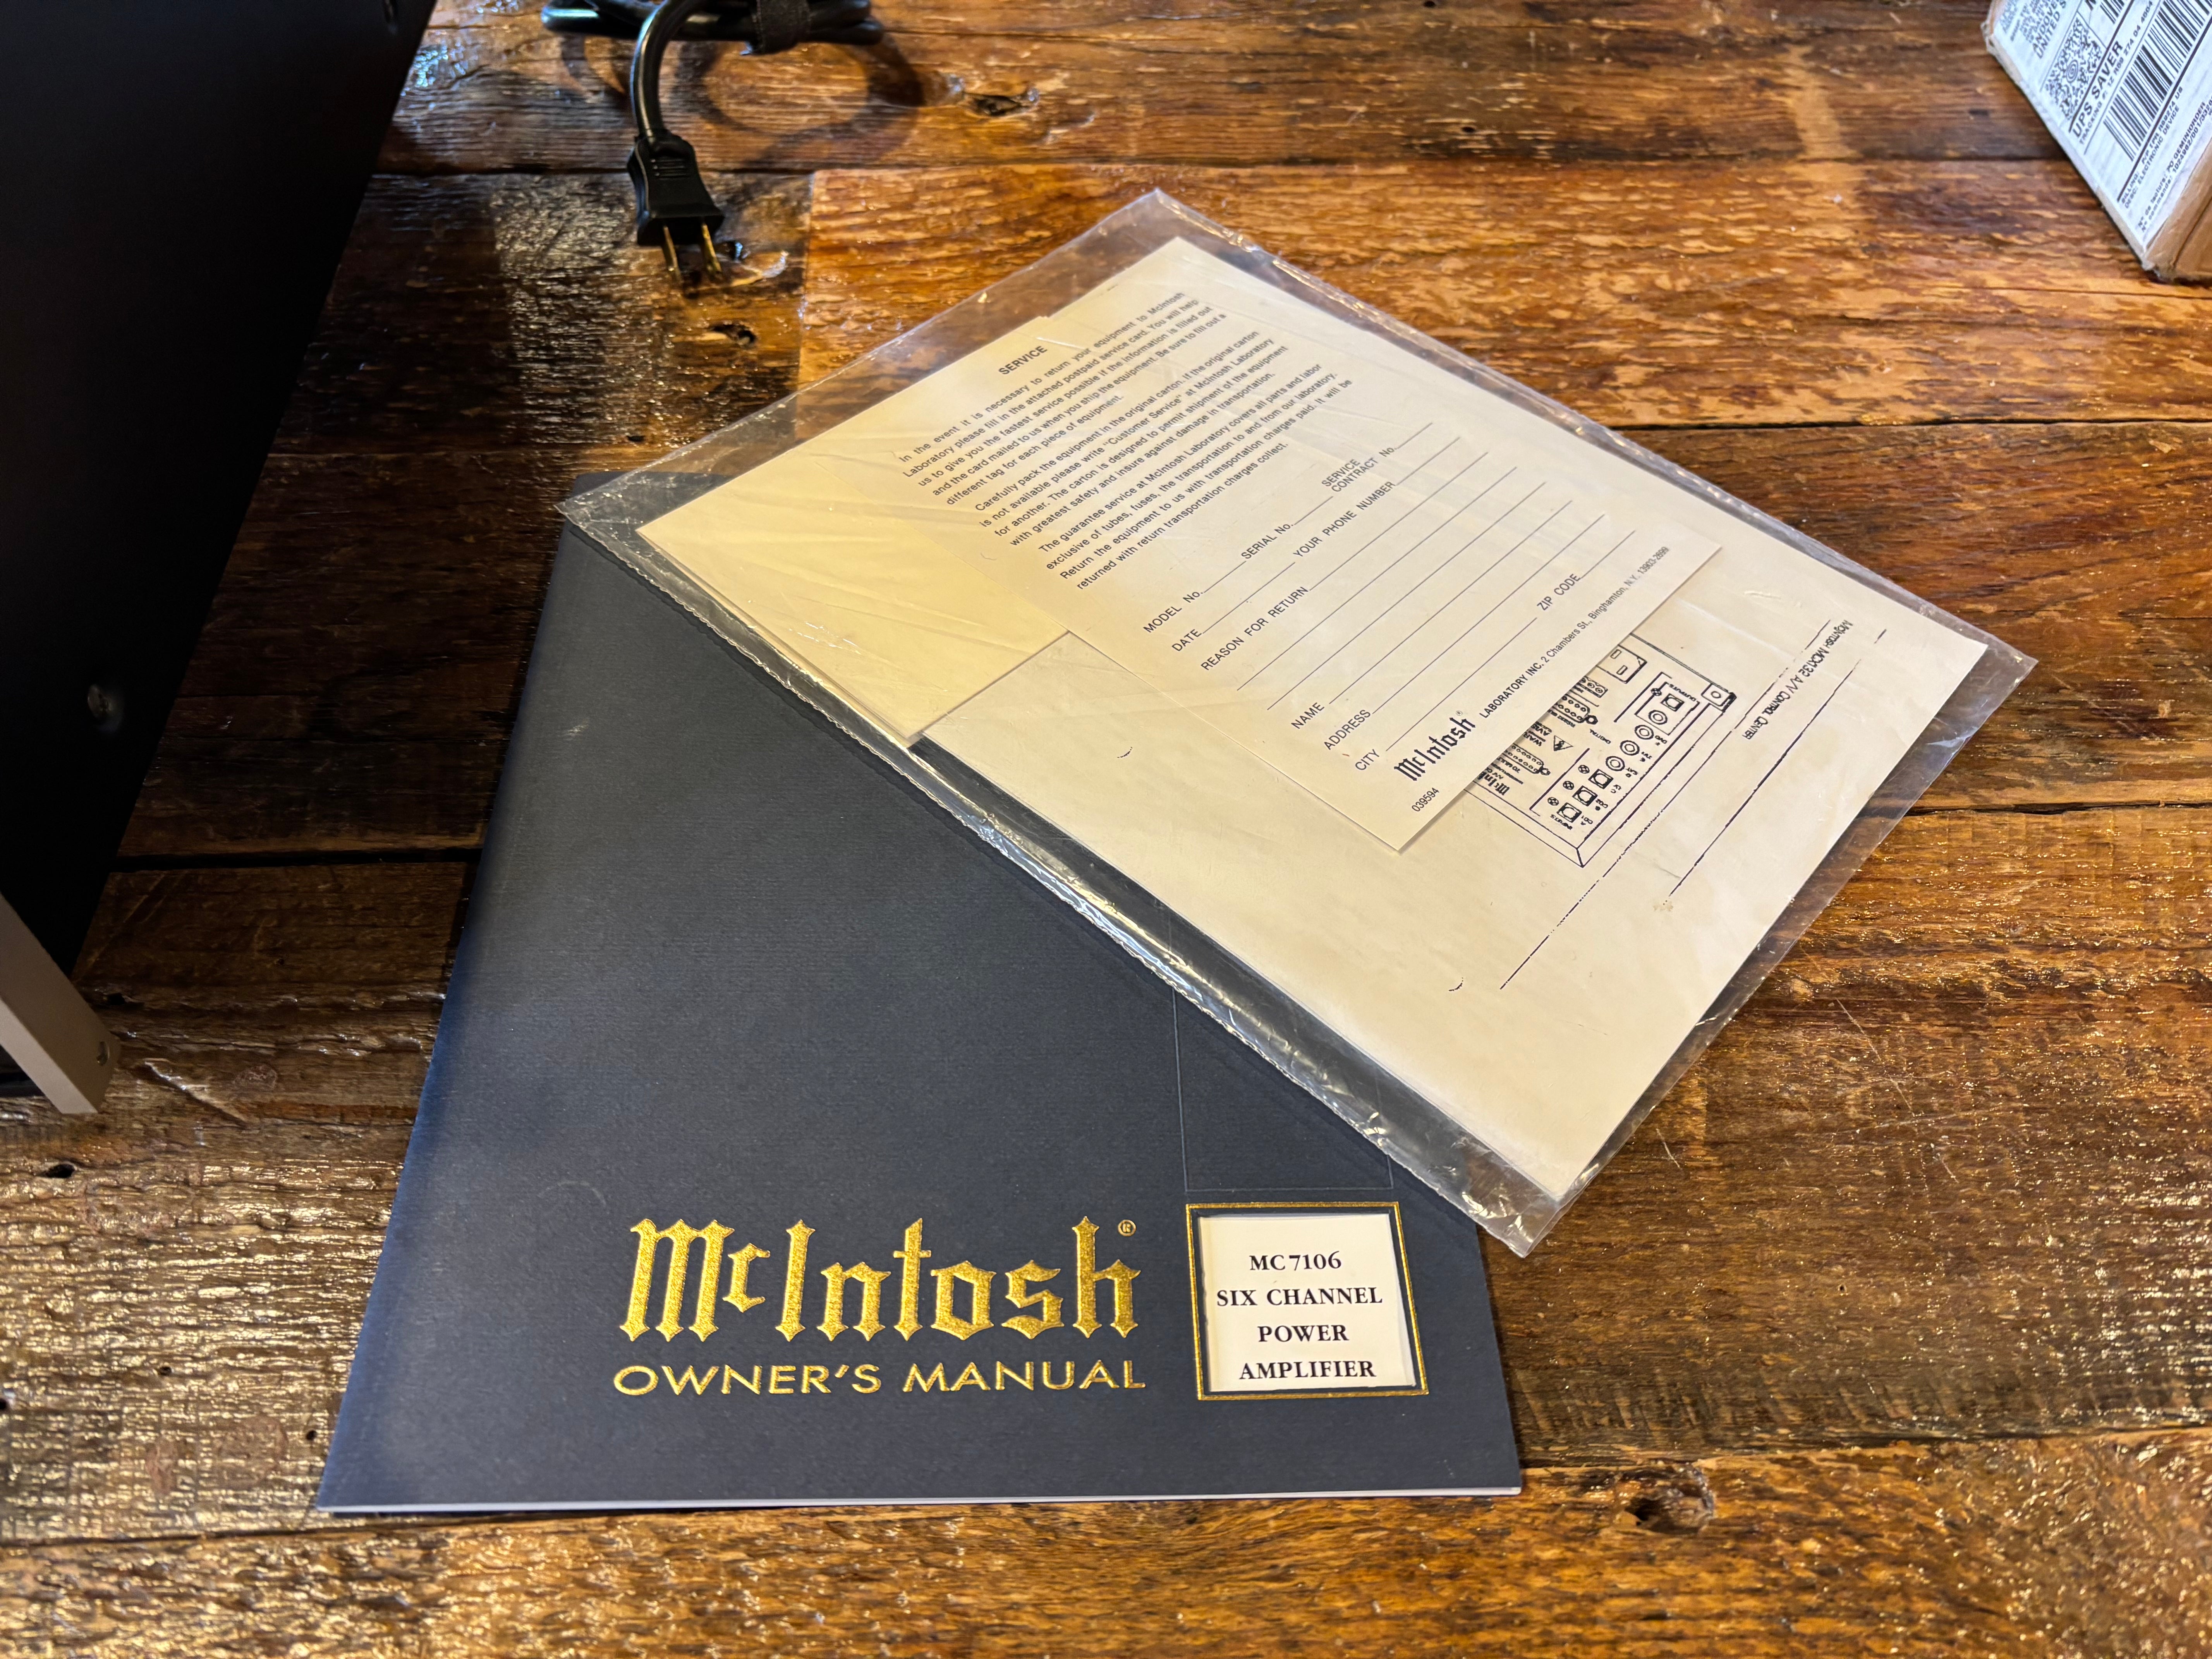 UPS SAVER
SERVICE
In the event it is necessary to return your equipment to McIntosh
Laboratory please fill in the attached postpaid service card. You will help
us to give you the fastest service possible if the information is filled out
and the card mailed to us when you ship the equipment. Be sure to fill out a
different tag for each piece of equipment.
Carefully pack the equipment in the original carton. If the original carton
is not available please write "Customer Service" at McIntosh Laboratory
for another. The carton is designed to permit shipment of the equipment
with greatest safety and insure against damage in transportation.
The guarantee service at McIntosh Laboratory covers all parts and labor
exclusive of tubes, fuses, the transportation to and from our laboratory.
Return the equipment to us with transportation charges paid. It will be
returned with return transportation charges collect.
MODEL No. SERIAL No. SERVICE CONTRACT No.
DATE YOUR PHONE NUMBER
REASON FOR RETURN
NAME
ADDRESS
CITY ZIP CODE
McIntosh® LABORATORY INC. 2 Chambers St., Binghamton, N.Y. 13903-2699
039594
DIGITAL
McIntosh MCX132 A/V CONTROL CENTER
McIntosh®
OWNER'S MANUAL
MC7106
SIX CHANNEL
POWER
AMPLIFIER